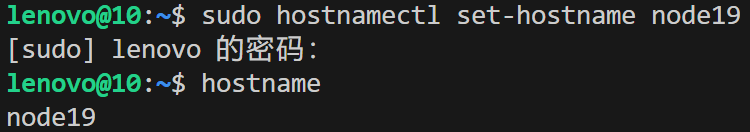 lenovo@10:~$ sudo hostnamectl set-hostname node19
[sudo] lenovo 的密码：
lenovo@10:~$ hostname
node19